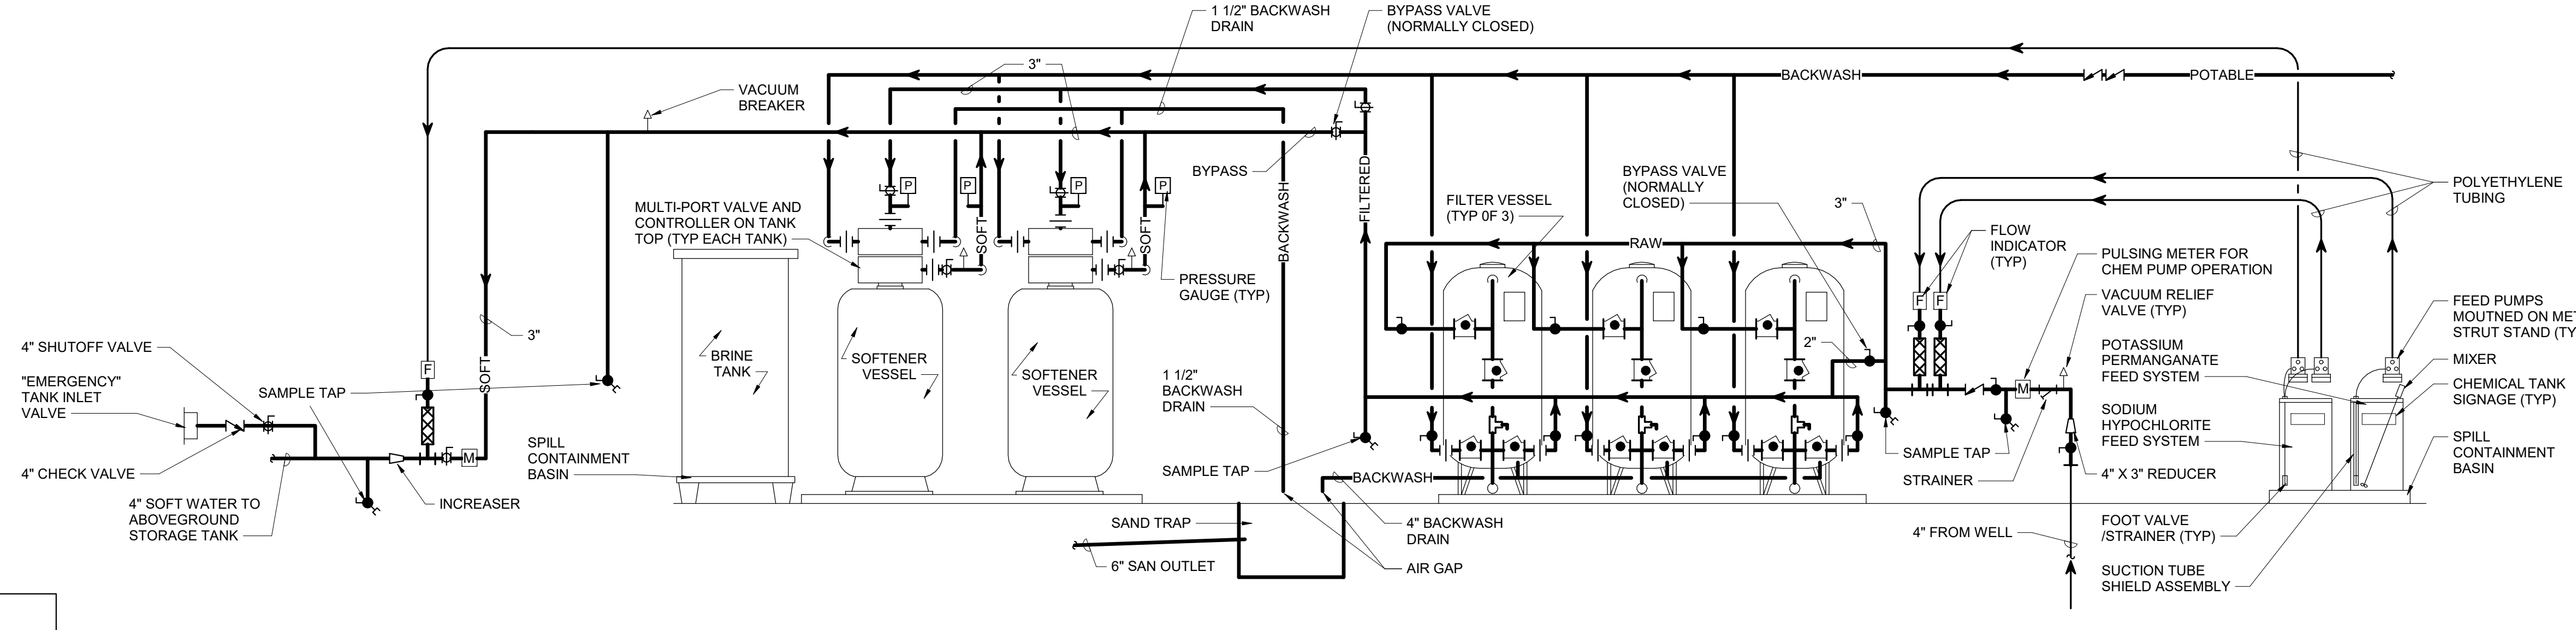 1 1/2" BACKWASH
DRAIN
BYPASS VALVE
(NORMALLY CLOSED)
3"
BACKWASH
POTABLE
VACUUM
BREAKER
BYPASS
FILTERED
BACKWASH
BYPASS VALVE
(NORMALLY
CLOSED)
POLYETHYLENE
TUBING
P
P
P
P
MULTI-PORT VALVE AND
CONTROLLER ON TANK
TOP (TYP EACH TANK)
SOFT
SOFT
FILTER VESSEL
(TYP 0F 3)
3"
RAW
FLOW
INDICATOR
(TYP)
PULSING METER FOR
CHEM PUMP OPERATION
PRESSURE
GAUGE (TYP)
F
F
VACUUM RELIEF
VALVE (TYP)
FEED PUMPS
MOUTNED ON MET
STRUT STAND (TY
3"
4" SHUTOFF VALVE
2"
POTASSIUM
PERMANGANATE
FEED SYSTEM
MIXER
"EMERGENCY"
TANK INLET
VALVE
SAMPLE TAP
F
SOFT
BRINE
TANK
SOFTENER
VESSEL
SOFTENER
VESSEL
1 1/2"
BACKWASH
DRAIN
M
CHEMICAL TANK
SIGNAGE (TYP)
SODIUM
HYPOCHLORITE
FEED SYSTEM
SPILL
CONTAINMENT
BASIN
SPILL
CONTAINMENT
BASIN
M
4" CHECK VALVE
SAMPLE TAP
BACKWASH
SAMPLE TAP
STRAINER
4" X 3" REDUCER
4" SOFT WATER TO
ABOVEGROUND
STORAGE TANK
INCREASER
SAND TRAP
4" BACKWASH
DRAIN
4" FROM WELL
FOOT VALVE
/STRAINER (TYP)
6" SAN OUTLET
AIR GAP
SUCTION TUBE
SHIELD ASSEMBLY